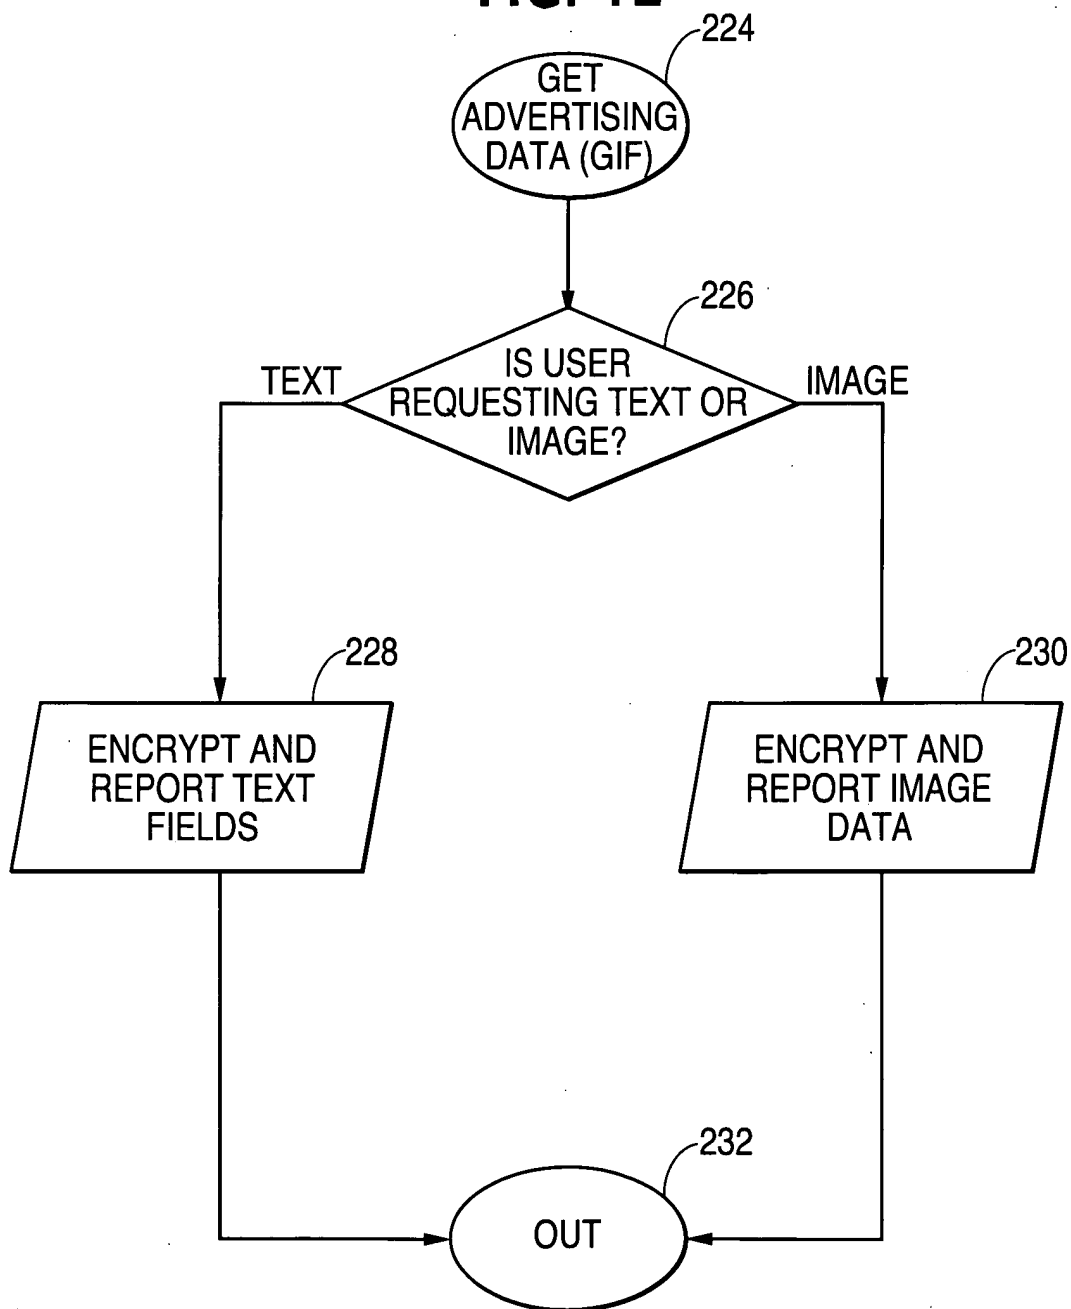 224
GET
ADVERTISING
DATA (GIF)
226
IS USER
REQUESTING TEXT OR
IMAGE?
TEXT
IMAGE
228
ENCRYPT AND
REPORT TEXT
FIELDS
230
ENCRYPT AND
REPORT IMAGE
DATA
232
OUT